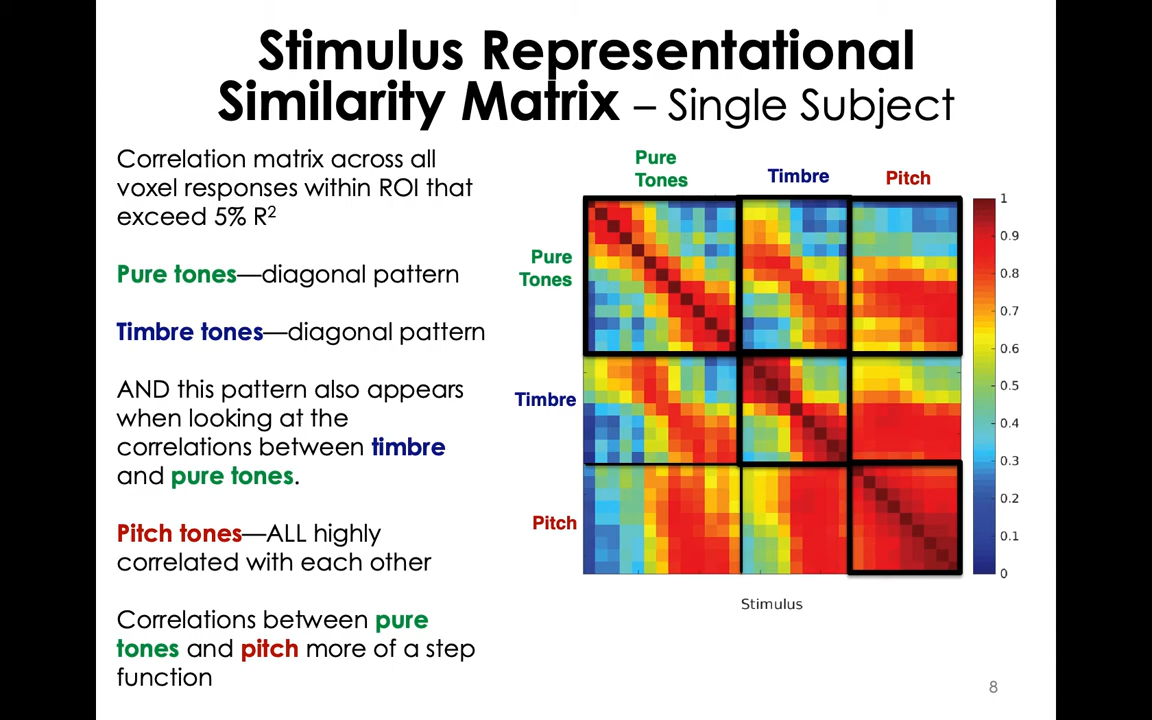 Stimulus Representational
Similarity Matrix – Single Subject
Correlation matrix across all
voxel responses within ROI that
exceed 5% R²
Pure tones—diagonal pattern
Timbre tones—diagonal pattern
AND this pattern also appears
when looking at the
correlations between timbre
and pure tones.
Pitch tones—ALL highly
correlated with each other
Correlations between pure
tones and pitch more of a step
function
Pure
Tones
Timbre
Pitch
Pure
Tones
Timbre
Pitch
Stimulus
1
0.9
0.8
0.7
0.6
0.5
0.4
0.3
0.2
0.1
0
8